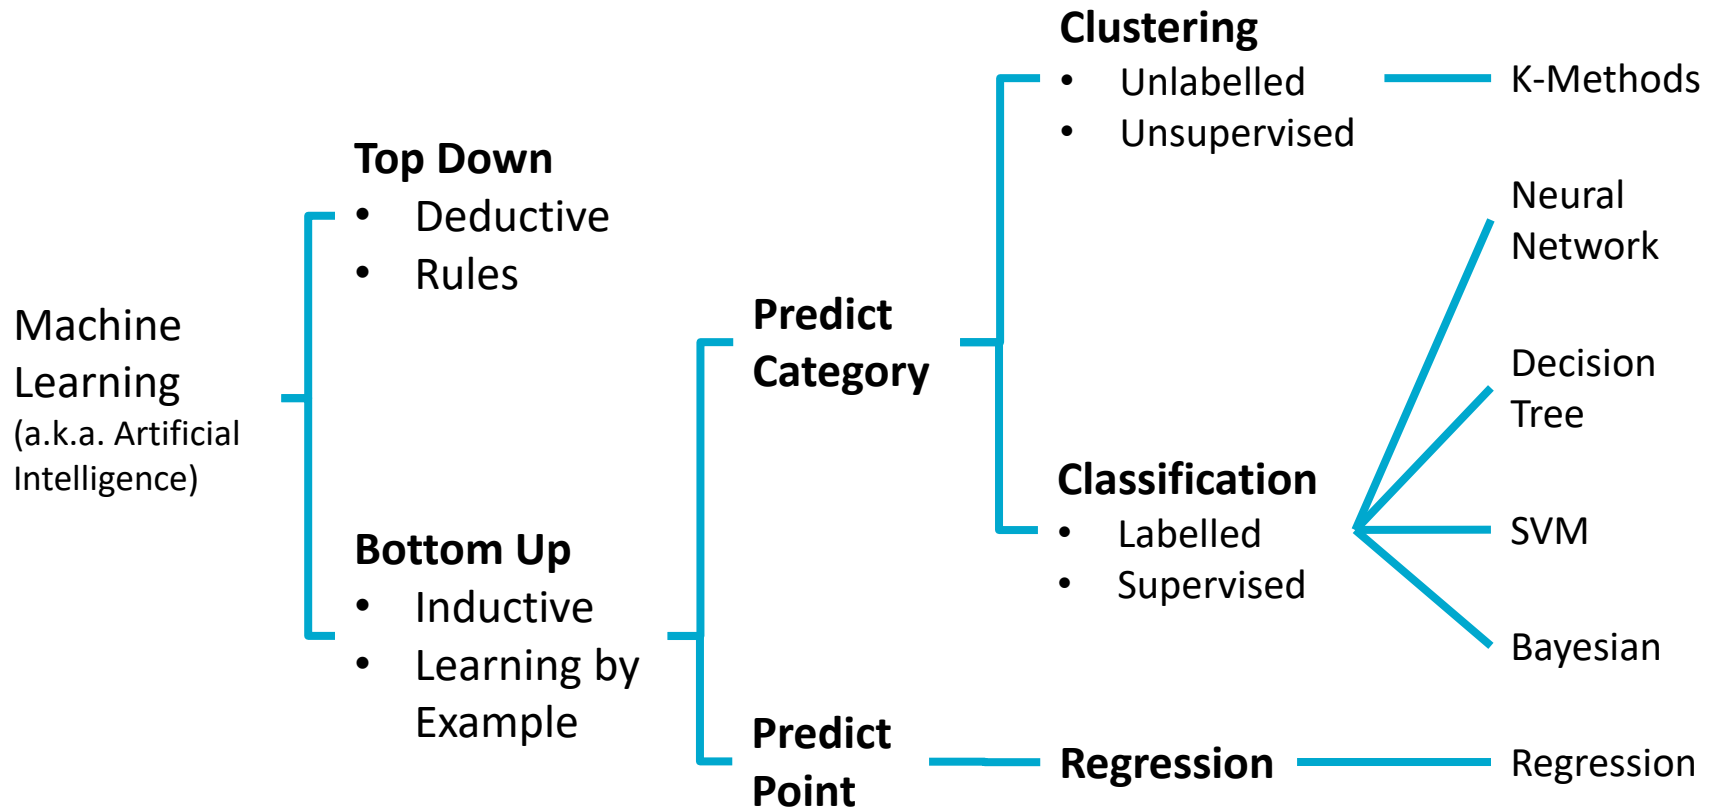 Machine
Learning
(a.k.a. Artificial
Intelligence)
Top Down
• Deductive
• Rules
Bottom Up
• Inductive
• Learning by
Example
Predict
Category
Predict
Point
Clustering
• Unlabelled
• Unsupervised
Classification
• Labelled
• Supervised
Regression
K-Methods
Neural
Network
Decision
Tree
SVM
Bayesian
Regression